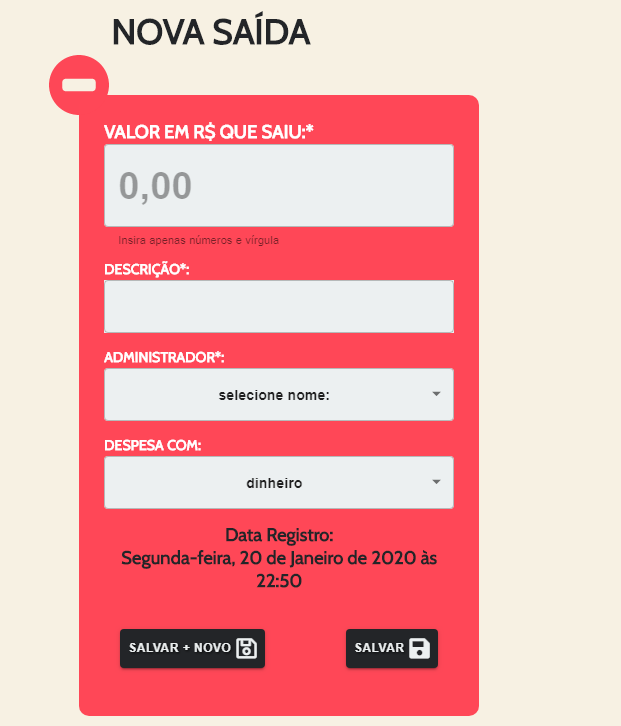 NOVA SAÍDA
VALOR EM R$ QUE SAIU:*
0,00
Insira apenas números e vírgula
DESCRIÇÃO*:
ADMINISTRADOR*:
selecione nome:
DESPESA COM:
dinheiro
Data Registro:
Segunda-feira, 20 de Janeiro de 2020 às
22:50
SALVAR + NOVO
SALVAR